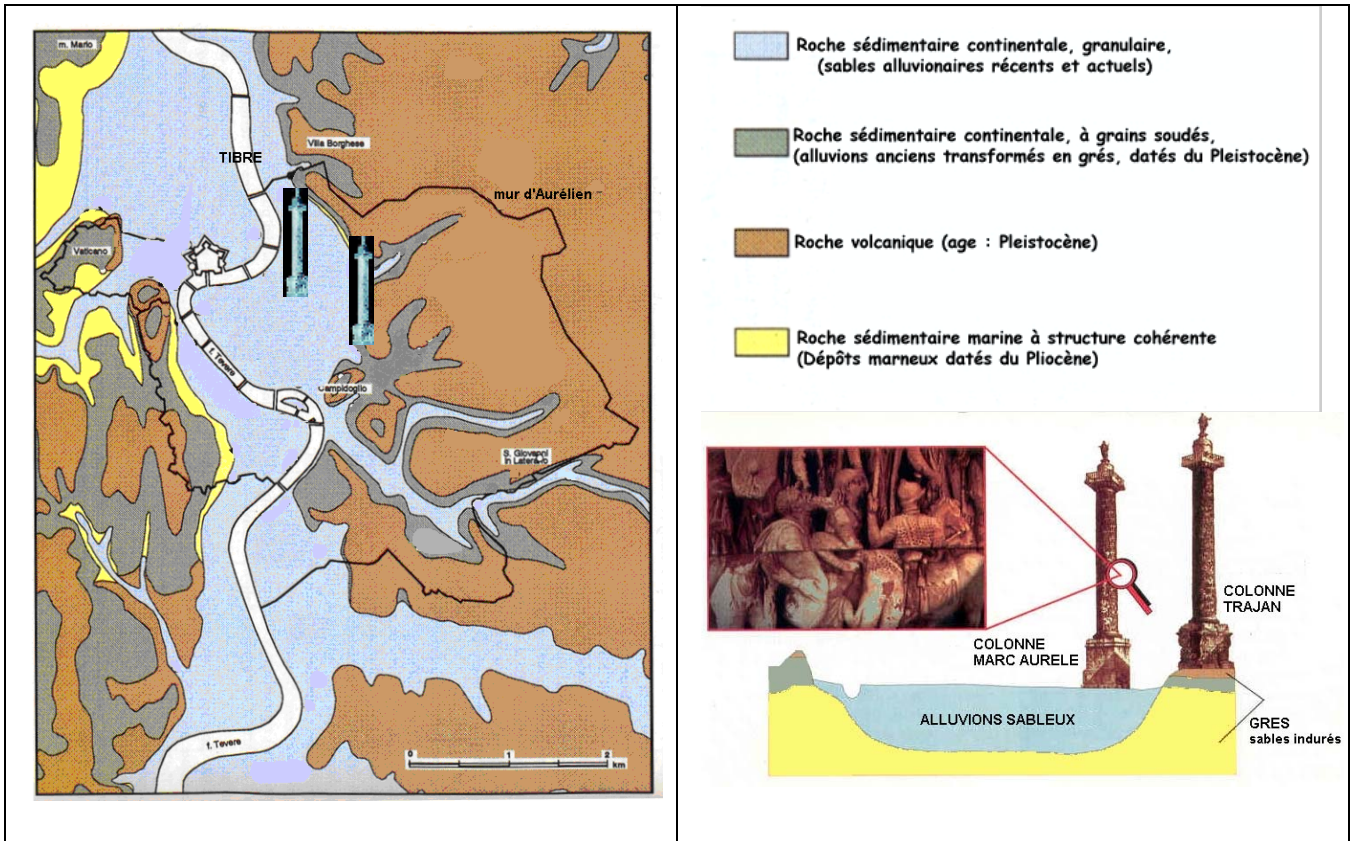 m. Mario
Villa Borghese
TIBRE
mur d'Aurélien
Vaticano
f. Tevere
Campidoglio
S. Giovanni
in Laterano
f. Tevere
0 1 2
km
Roche sédimentaire continentale, granulaire,
(sables alluvionaires récents et actuels)
Roche sédimentaire continentale, à grains soudés,
(alluvions anciens transformés en grés, datés du Pleistocène)
Roche volcanique (age : Pleistocène)
Roche sédimentaire marine à structure cohérente
(Dépôts marneux datés du Pliocène)
COLONNE
TRAJAN
COLONNE
MARC AURELE
ALLUVIONS SABLEUX
GRES
sables indurés